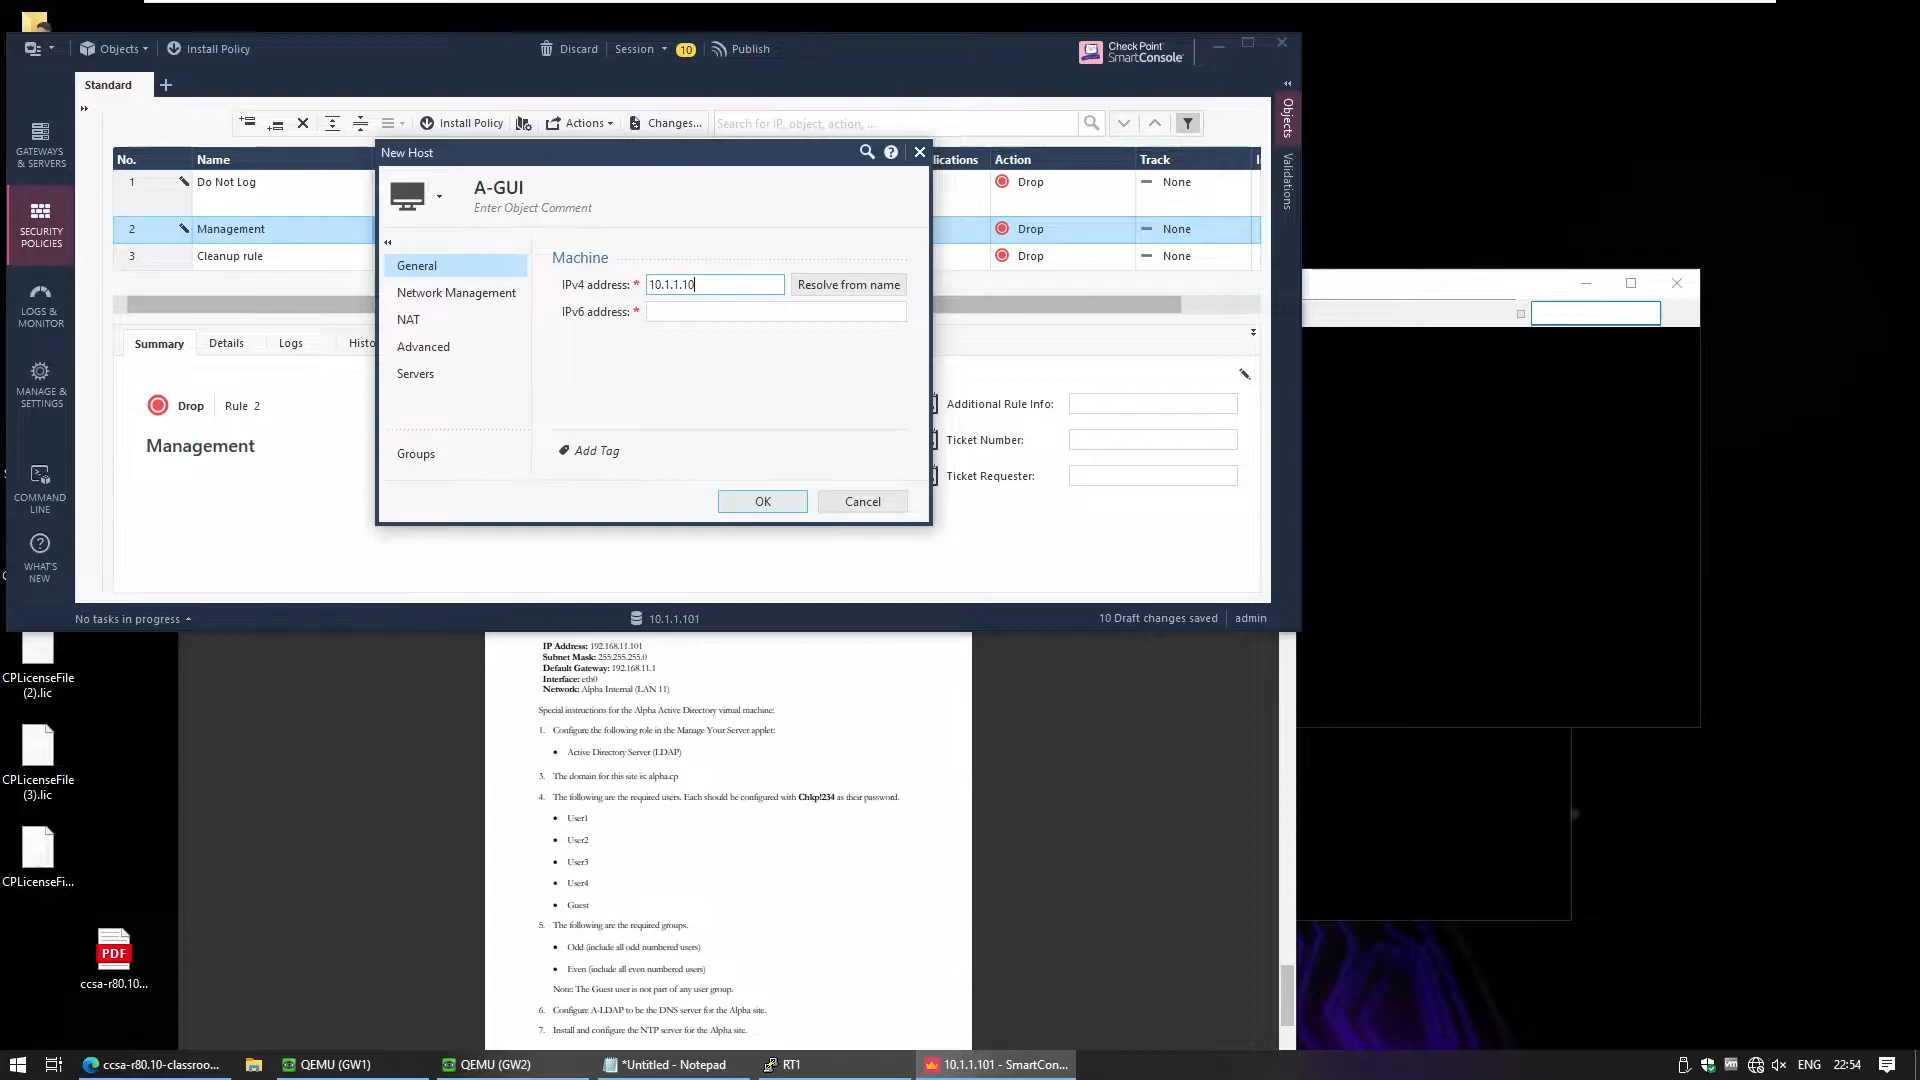 Objects
Install Policy
Discard
Session
10
Publish
Check Point
SmartConsole
Standard
Install Policy
Actions
Changes...
Search for IP, object, action, ...
No.
Name
lications
Action
Track
1
Do Not Log
Drop
None
2
Management
Drop
None
3
Cleanup rule
Drop
None
GATEWAYS
& SERVERS
SECURITY
POLICIES
LOGS &
MONITOR
MANAGE &
SETTINGS
COMMAND
LINE
WHAT'S
NEW
Objects
Validations
New Host
A-GUI
Enter Object Comment
General
Network Management
NAT
Advanced
Servers
Groups
Machine
IPv4 address: *
10.1.1.10
Resolve from name
IPv6 address: *
Add Tag
OK
Cancel
Summary
Details
Logs
Histo
Drop
Rule 2
Management
Additional Rule Info:
Ticket Number:
Ticket Requester:
No tasks in progress
10.1.1.101
10 Draft changes saved
admin
CPLicenseFile
(2).lic
CPLicenseFile
(3).lic
CPLicenseFi...
PDF
ccsa-r80.10...
IP Address: 192.168.11.101
Subnet Mask: 255.255.255.0
Default Gateway: 192.168.11.1
Interface: eth0
Network: Alpha Internal (LAN 11)
Special instructions for the Alpha Active Directory virtual machine:
1. Configure the following role in the Manage Your Server applet:
• Active Directory Server (LDAP)
3. The domain for this site is: alpha.cp
4. The following are the required users. Each should be configured with Chkp!234 as their password.
• User1
• User2
• User3
• User4
• Guest
5. The following are the required groups.
• Odd (include all odd numbered users)
• Even (include all even numbered users)
Note: The Guest user is not part of any user group.
6. Configure A-LDAP to be the DNS server for the Alpha site.
7. Install and configure the NTP server for the Alpha site.
ccsa-r80.10-classroo...
QEMU (GW1)
QEMU (GW2)
*Untitled - Notepad
RT1
10.1.1.101 - SmartCon...
vm
ENG
22:54